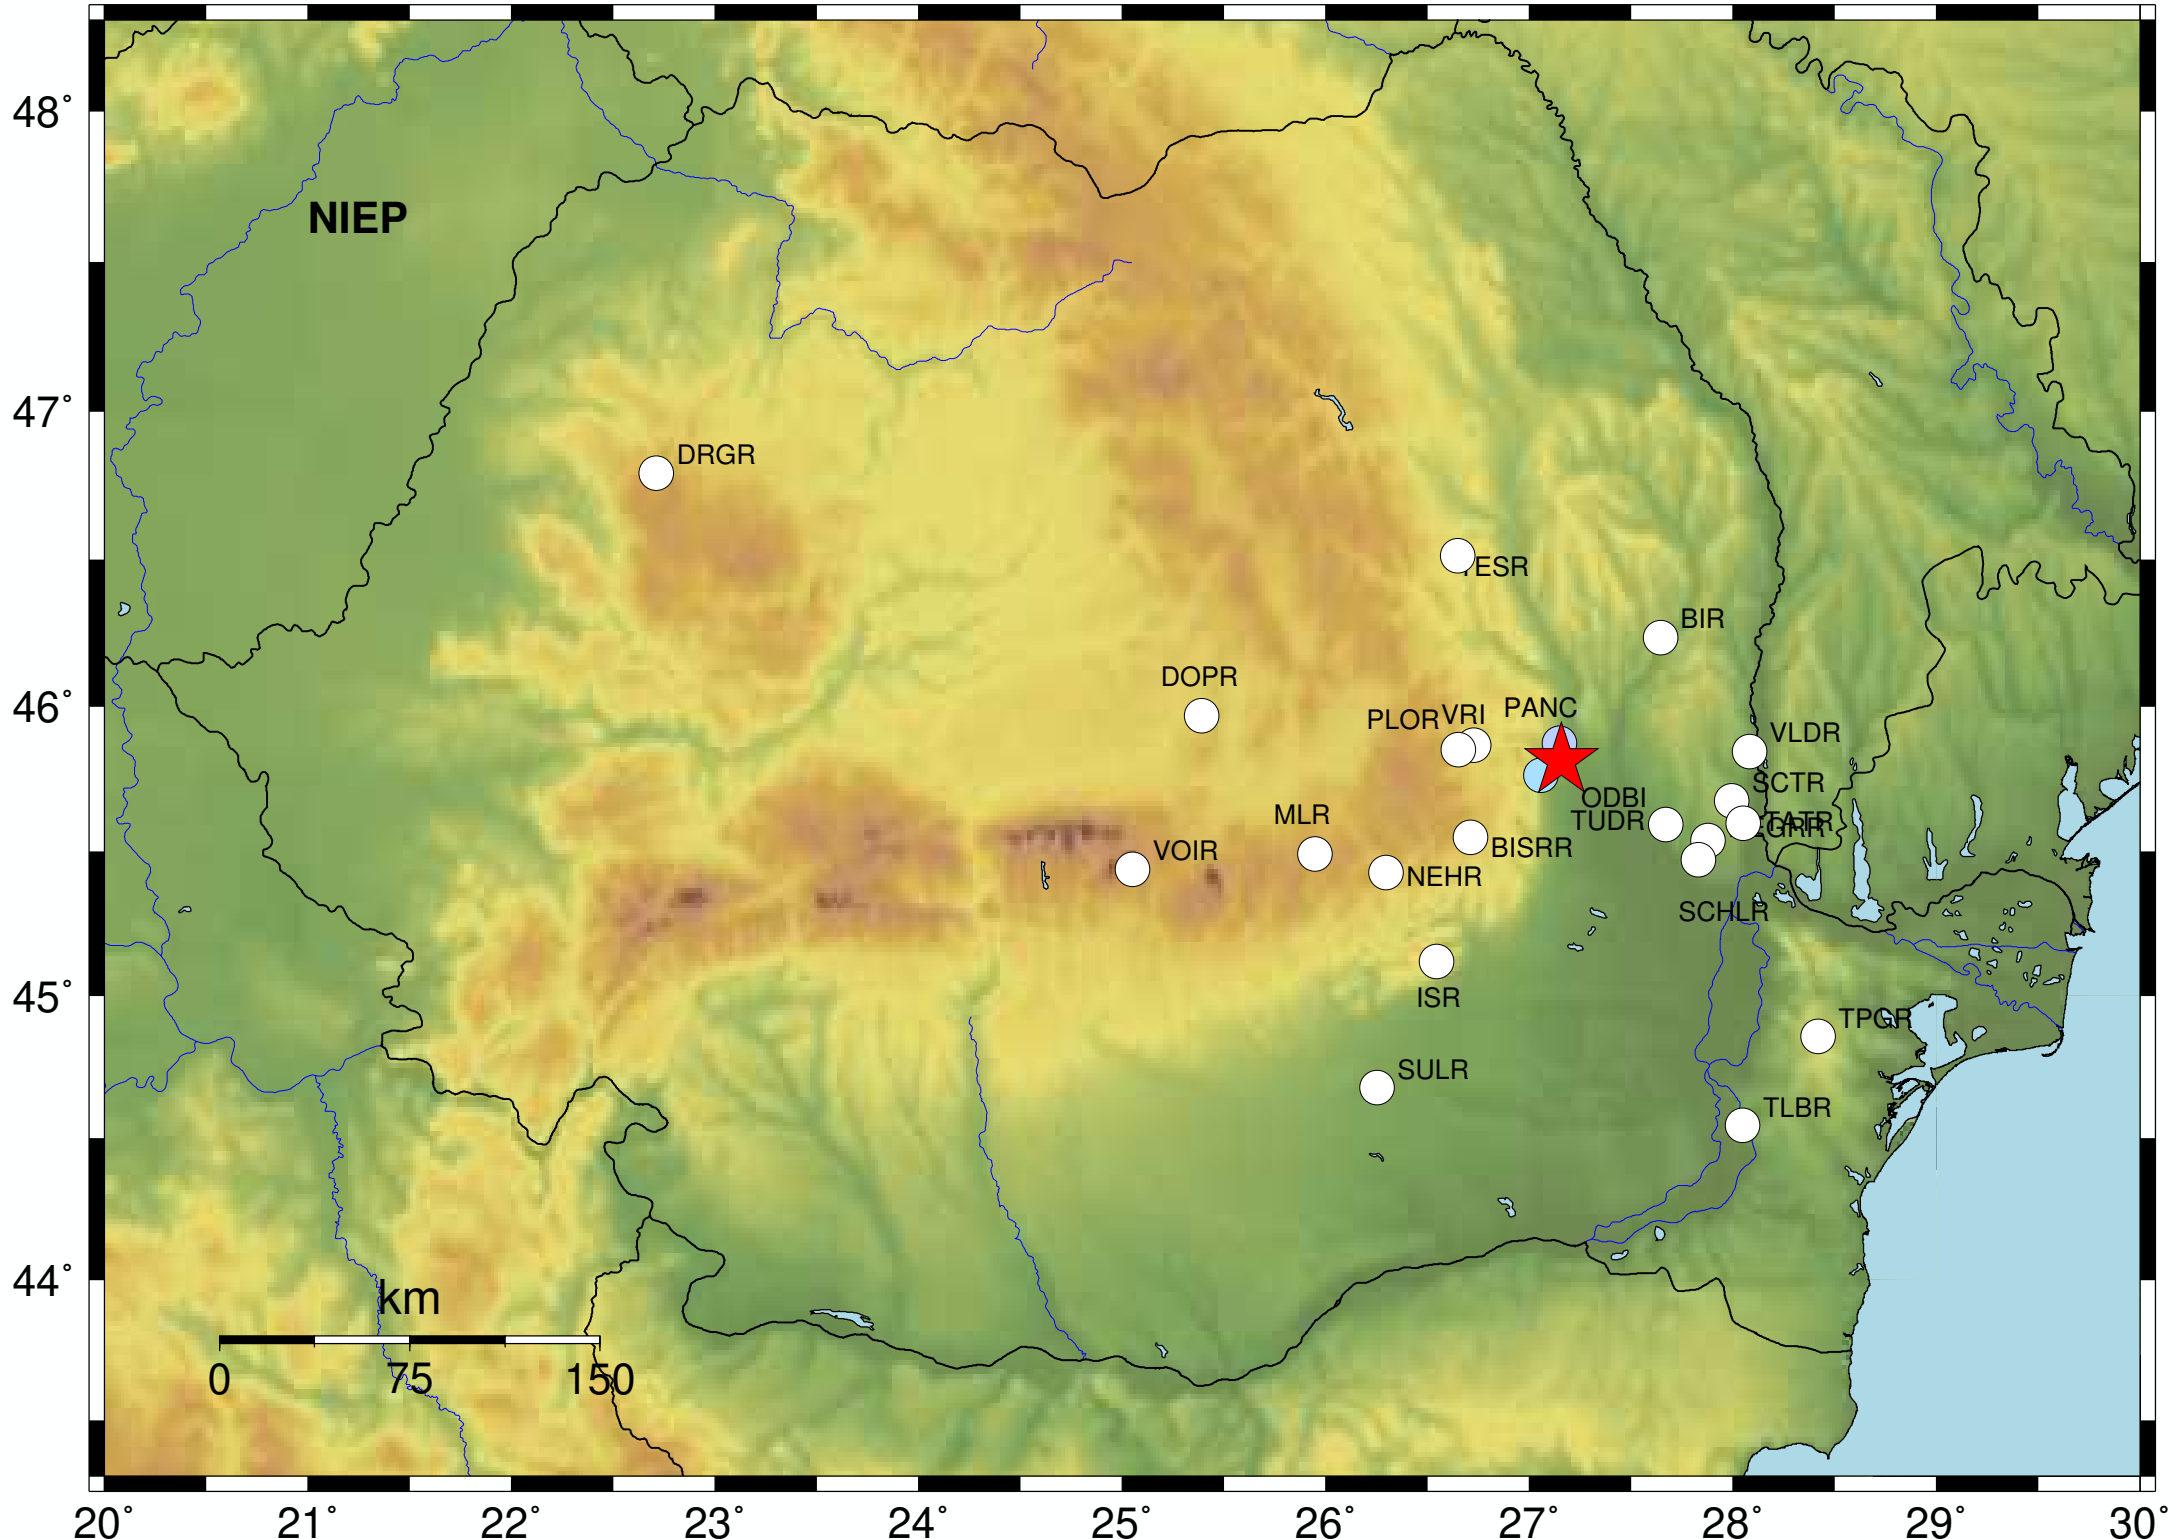 48°
NIEP
47°
DRGR
TESR
BIR
46°
DOPR
PLOR
VRI
PANC
VLDR
SCTR
ODBI
TUDR
TATR
MLR
VOIR
BISRR
NEHR
SCHLR
45°
ISR
TPGR
SULR
TLBR
44°
km
0 75 150
20° 21° 22° 23° 24° 25° 26° 27° 28° 29° 30°